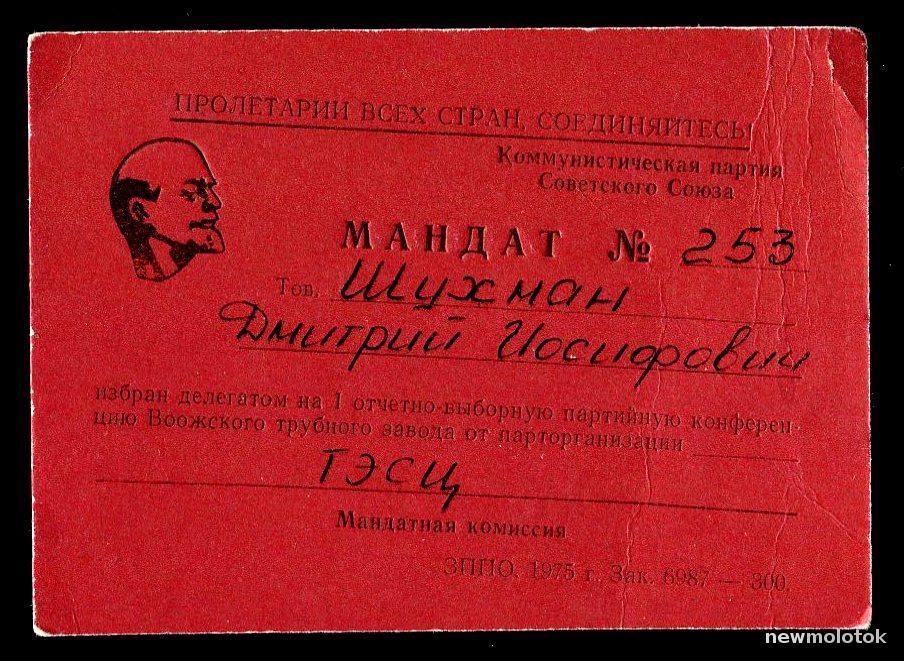 ПРОЛЕТАРИИ ВСЕХ СТРАН, СОЕДИНЯЙТЕСЬ!
Коммунистическая партия
Советского Союза
МАНДАТ № 253
Тов. Шухман
Дмитрий Иосифович
избран делегатом на 1 отчетно-выборную партийную конферен-
цию Воожского трубного завода от парторганизации
ТЭСЦ
Мандатная комиссия
ЗППО. 1975 г. Зак. 6987 — 300.
newmolotok